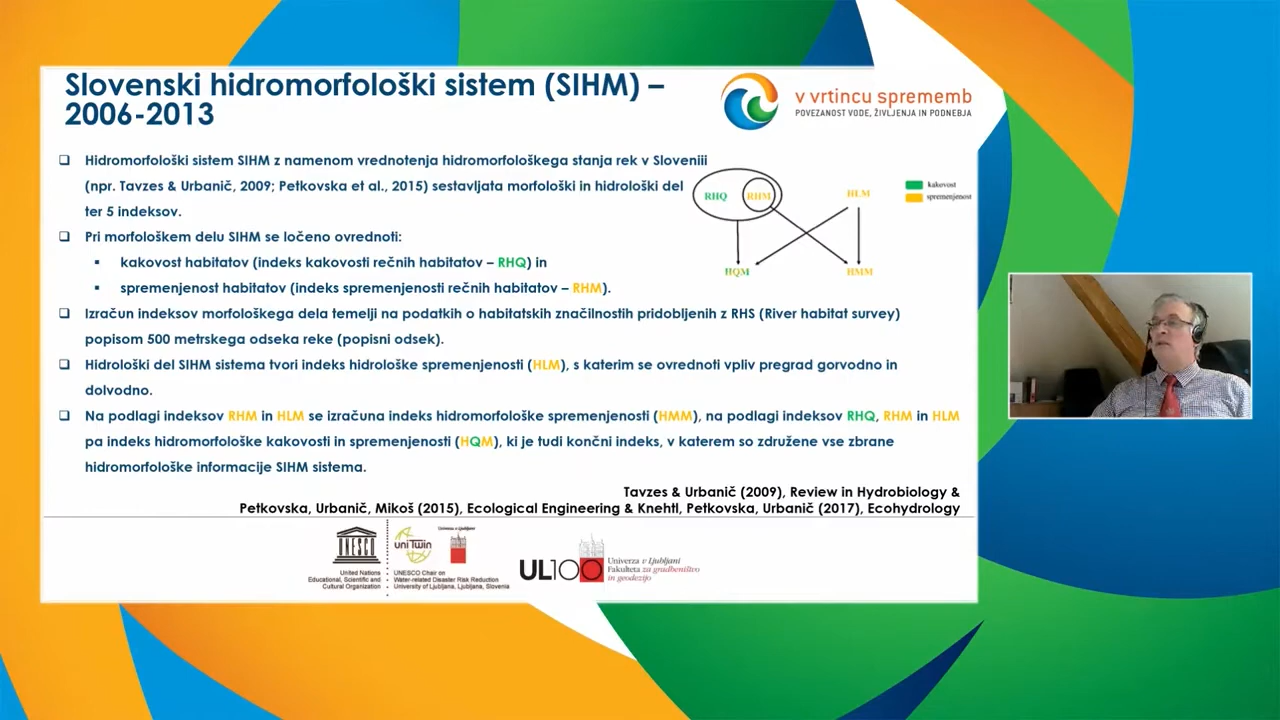 Slovenski hidromorfološki sistem (SIHM) –
2006-2013
v vrtincu sprememb
POVEZANOST VODE, ŽIVLJENJA IN PODNEBJA
❑ Hidromorfološki sistem SIHM z namenom vrednotenja hidromorfološkega stanja rek v Sloveniii
(npr. Tavzes & Urbanič, 2009; Petkovska et al., 2015) sestavljata morfološki in hidrološki del
ter 5 indeksov.
RHQ RHM HLM
kakovost
spremenjenost
HQM HMM
❑ Pri morfološkem delu SIHM se ločeno ovrednoti:
▪ kakovost habitatov (indeks kakovosti rečnih habitatov – RHQ) in
▪ spremenjenost habitatov (indeks spremenjenosti rečnih habitatov – RHM).
❑ Izračun indeksov morfološkega dela temelji na podatkih o habitatskih značilnostih pridobljenih z RHS (River habitat survey)
popisom 500 metrskega odseka reke (popisni odsek).
❑ Hidrološki del SIHM sistema tvori indeks hidrološke spremenjenosti (HLM), s katerim se ovrednoti vpliv pregrad gorvodno in
dolvodno.
❑ Na podlagi indeksov RHM in HLM se izračuna indeks hidromorfološke spremenjenosti (HMM), na podlagi indeksov RHQ, RHM in HLM
pa indeks hidromorfološke kakovosti in spremenjenosti (HQM), ki je tudi končni indeks, v katerem so združene vse zbrane
hidromorfološke informacije SIHM sistema.
Tavzes & Urbanič (2009), Review in Hydrobiology &
Petkovska, Urbanič, Mikoš (2015), Ecological Engineering & Knehtl, Petkovska, Urbanič (2017), Ecohydrology
UNESCO
United Nations
Educational, Scientific and
Cultural Organization
uniTwin
Univerza v Ljubljani
UNESCO Chair on
Water-related Disaster Risk Reduction
University of Ljubljana, Ljubljana, Slovenia
UL100
Univerza v Ljubljani
Fakulteta za gradbeništvo
in geodezijo